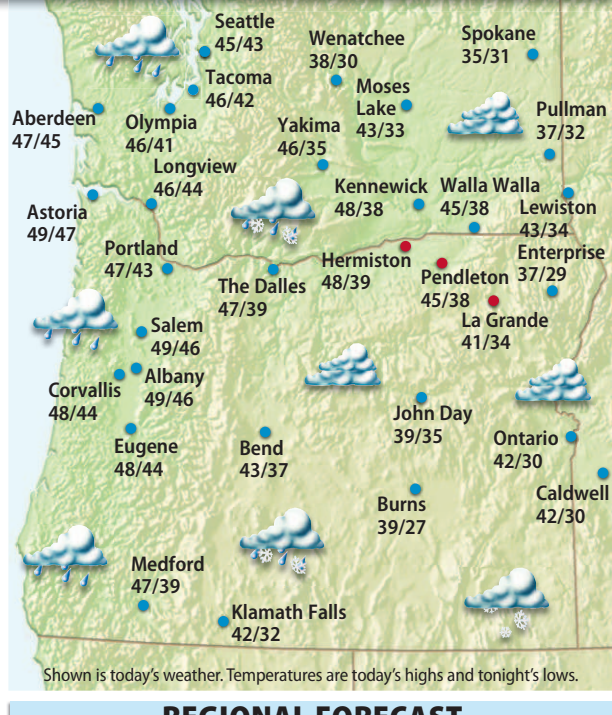 Seattle
45/43
Wenatchee
38/30
Spokane
35/31
Tacoma
46/42
Moses
Lake
43/33
Aberdeen
47/45
Olympia
46/41
Yakima
46/35
Pullman
37/32
Longview
46/44
Kennewick
48/38
Walla Walla
45/38
Lewiston
43/34
Astoria
49/47
Portland
47/43
The Dalles
47/39
Hermiston
48/39
Pendleton
45/38
Enterprise
37/29
La Grande
41/34
Salem
49/46
Albany
49/46
Corvallis
48/44
Eugene
48/44
Bend
43/37
John Day
39/35
Ontario
42/30
Caldwell
42/30
Burns
39/27
Medford
47/39
Klamath Falls
42/32
Shown is today's weather. Temperatures are today's highs and tonight's lows.
REGIONAL FORECAST